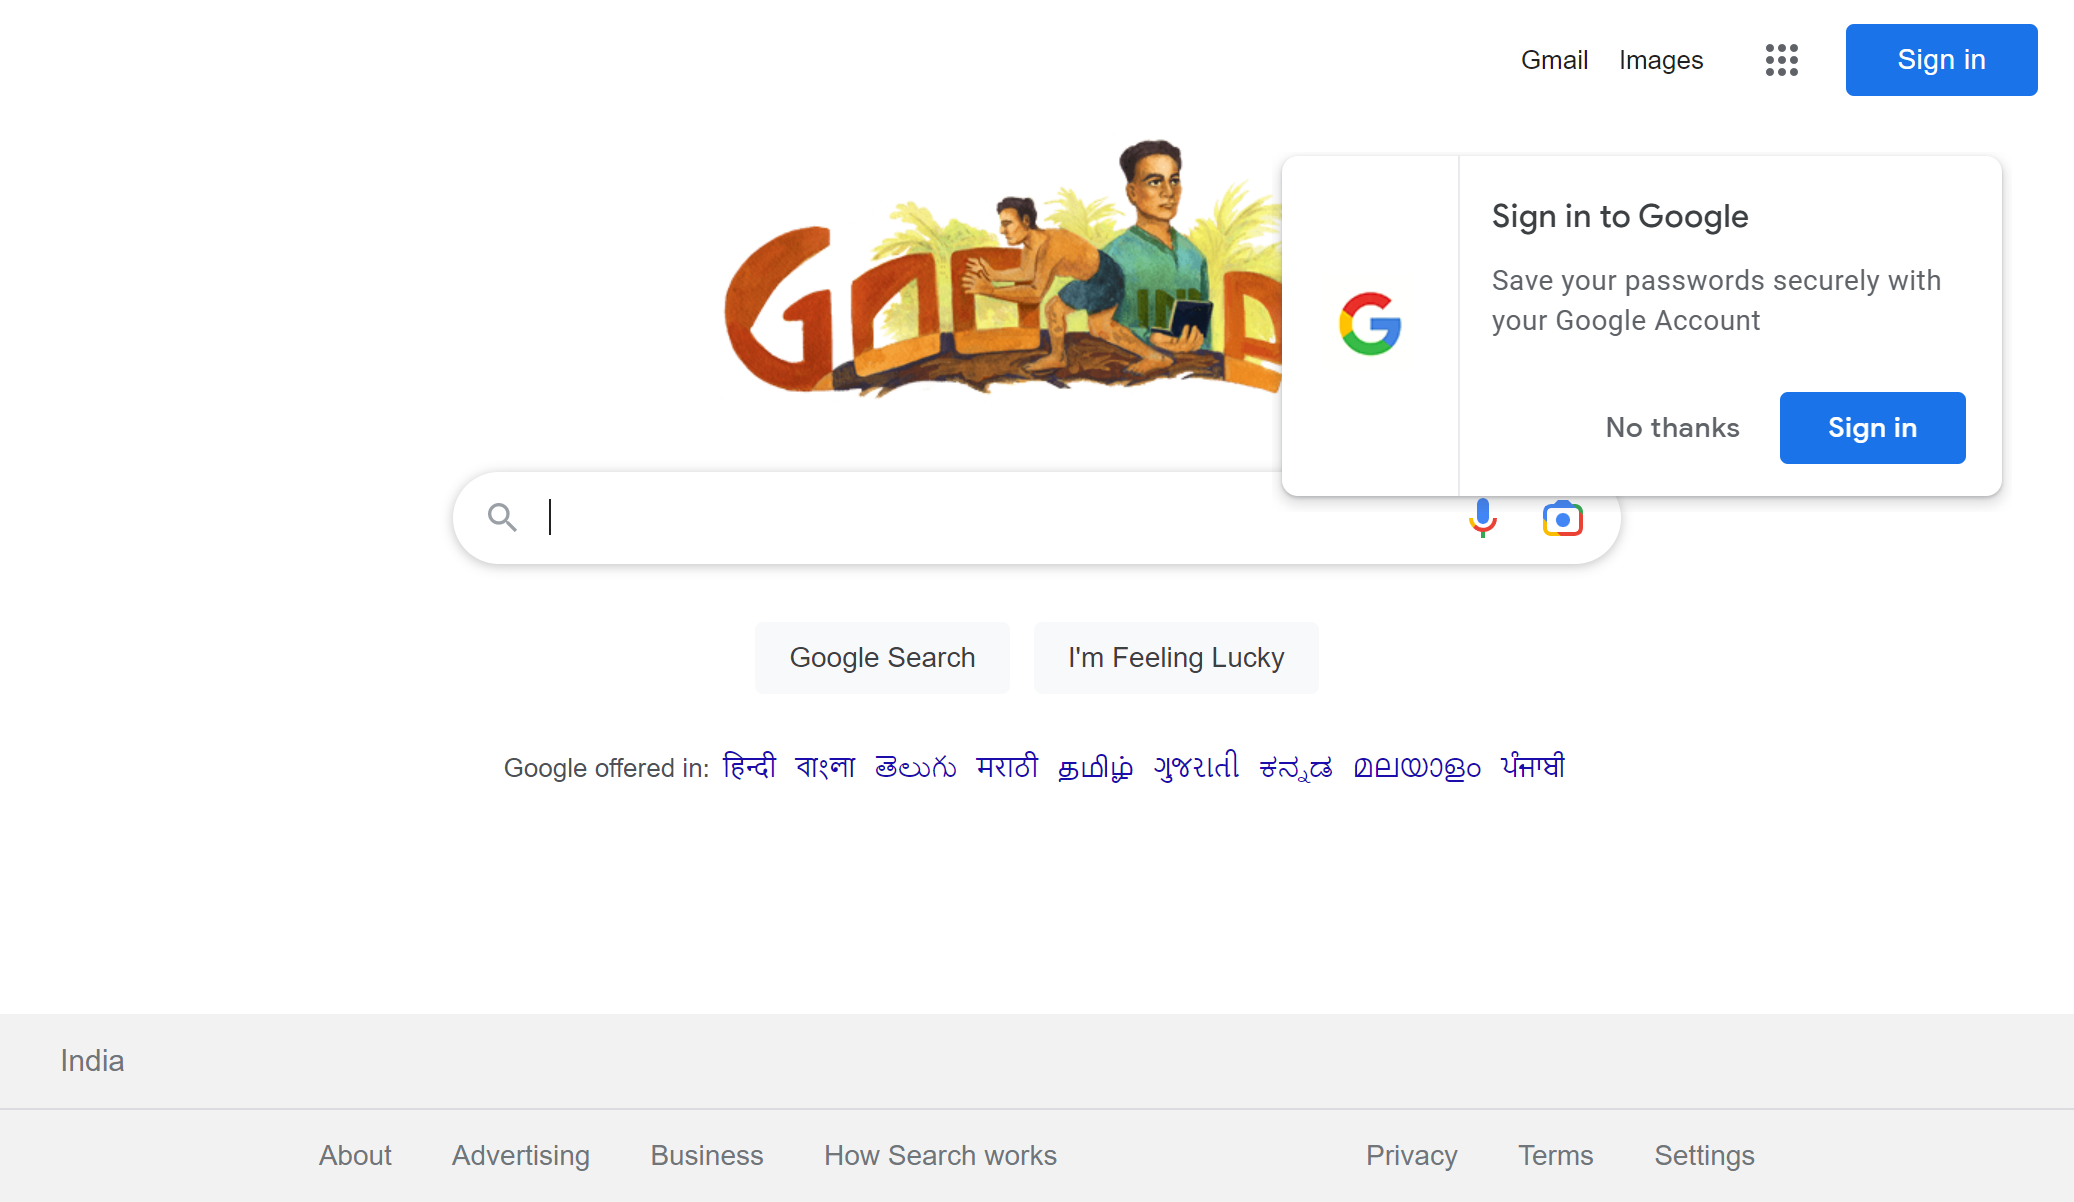 Gmail Images Sign in
Google
Sign in to Google
Save your passwords securely with
your Google Account
No thanks Sign in
Google Search I'm Feeling Lucky
Google offered in: हिन्दी বাংলা తెలుగు मराठी தமிழ் ગુજરાતી ಕನ್ನಡ മലയാളം ਪੰਜਾਬੀ
India
About Advertising Business How Search works Privacy Terms Settings